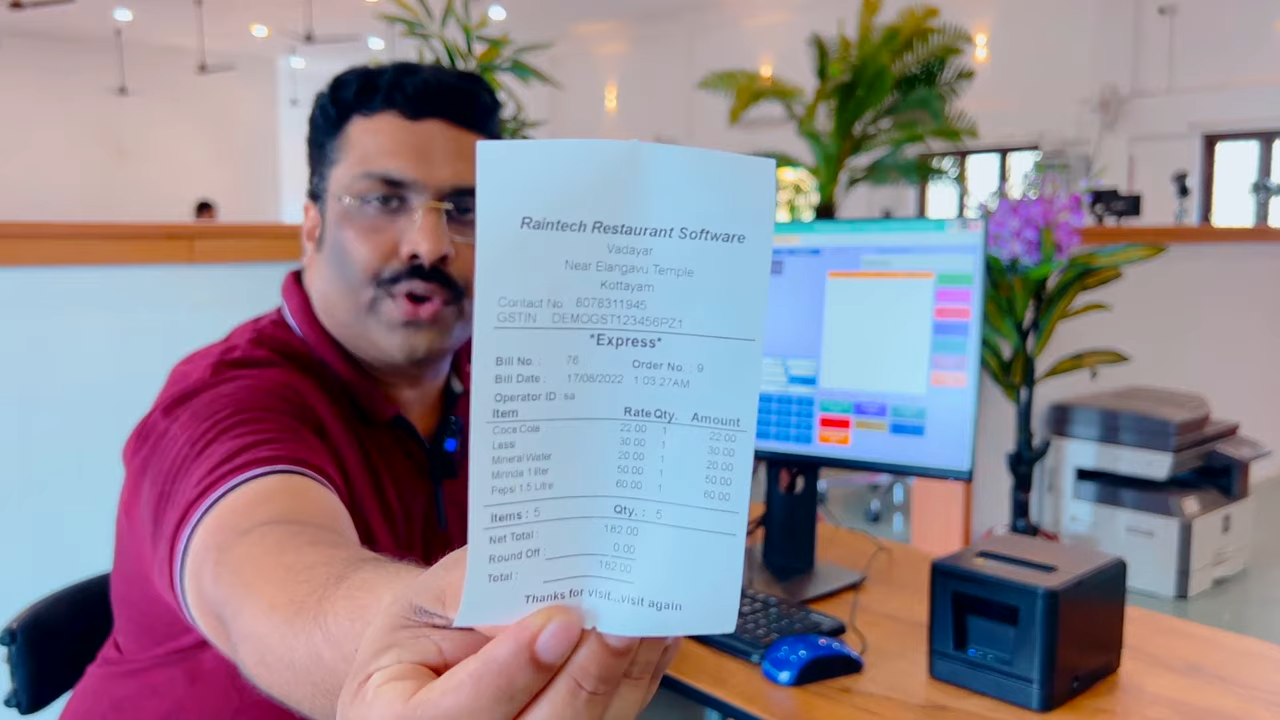 Raintech Restaurant Software
Vadayar
Near Elangavu Temple
Kottayam
Contact No 8078311945
GSTIN DEMOGST123456PZ1
*Express*
Bill No : 76 Order No. : 9
Bill Date : 17/08/2022 1:03:27AM
Operator ID : sa
Item Rate Qty. Amount
Coca Cola 22.00 1 22.00
Lassi 30.00 1 30.00
Mineral Water 20.00 1 20.00
Mirinda 1 liter 50.00 1 50.00
Pepsi 1.5 Litre 60.00 1 60.00
Items : 5 Qty. : 5
Net Total : 182.00
Round Off : 0.00
Total : 182.00
Thanks for visit...visit again